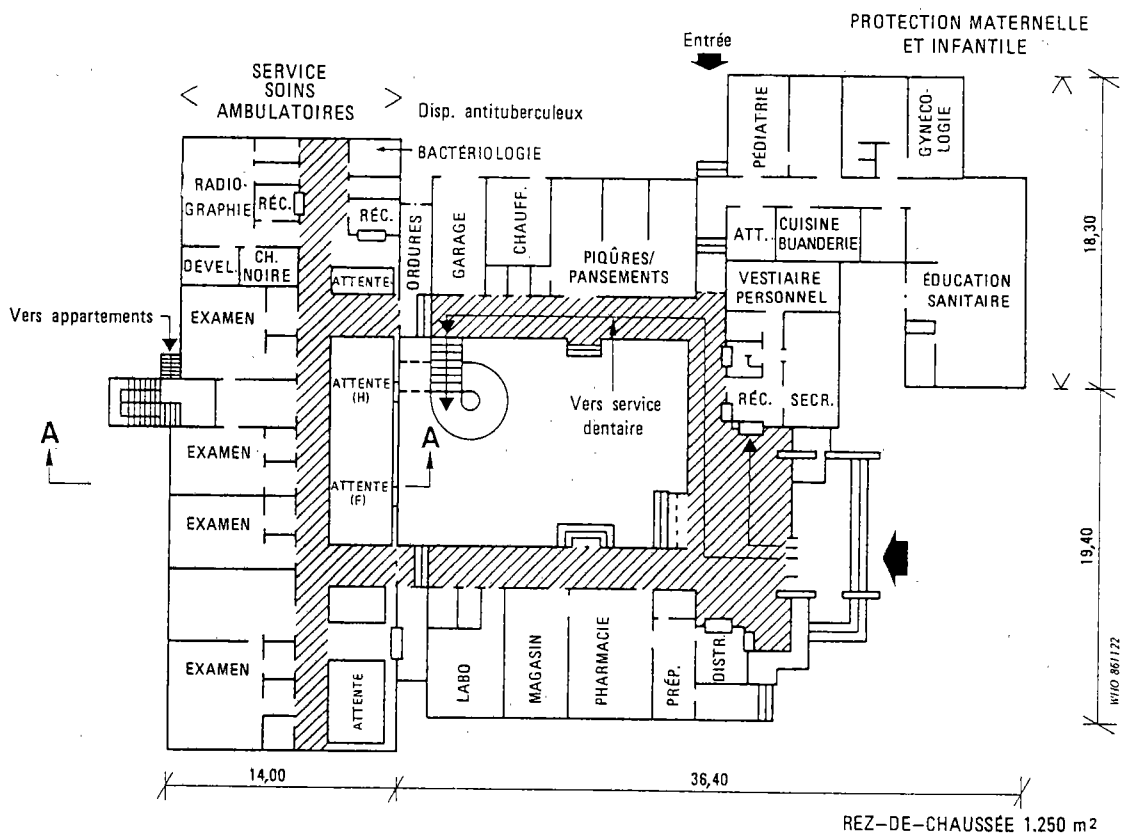 PROTECTION MATERNELLE
ET INFANTILE
Entrée
SERVICE
SOINS
AMBULATOIRES
Disp. antituberculeux
BACTÉRIOLOGIE
PÉDIATRIE
GYNÉCO-
LOGIE
RADIO-
GRAPHIE
RÉC.
RÉC.
ORDURES
GARAGE
CHAUFF.
PIQÛRES/
PANSEMENTS
ATT.
CUISINE
BUANDERIE
18,30
DÉVEL.
CH.
NOIRE
ATTENTE
VESTIAIRE
PERSONNEL
ÉDUCATION
SANITAIRE
EXAMEN
Vers appartements
ATTENTE
(H)
Vers service
dentaire
RÉC.
SECR.
A
A
EXAMEN
ATTENTE
(F)
EXAMEN
19,40
EXAMEN
ATTENTE
LABO
MAGASIN
PHARMACIE
PRÉP.
DISTR.
WHO 861122
14,00
36,40
REZ-DE-CHAUSSÉE 1.250 m²